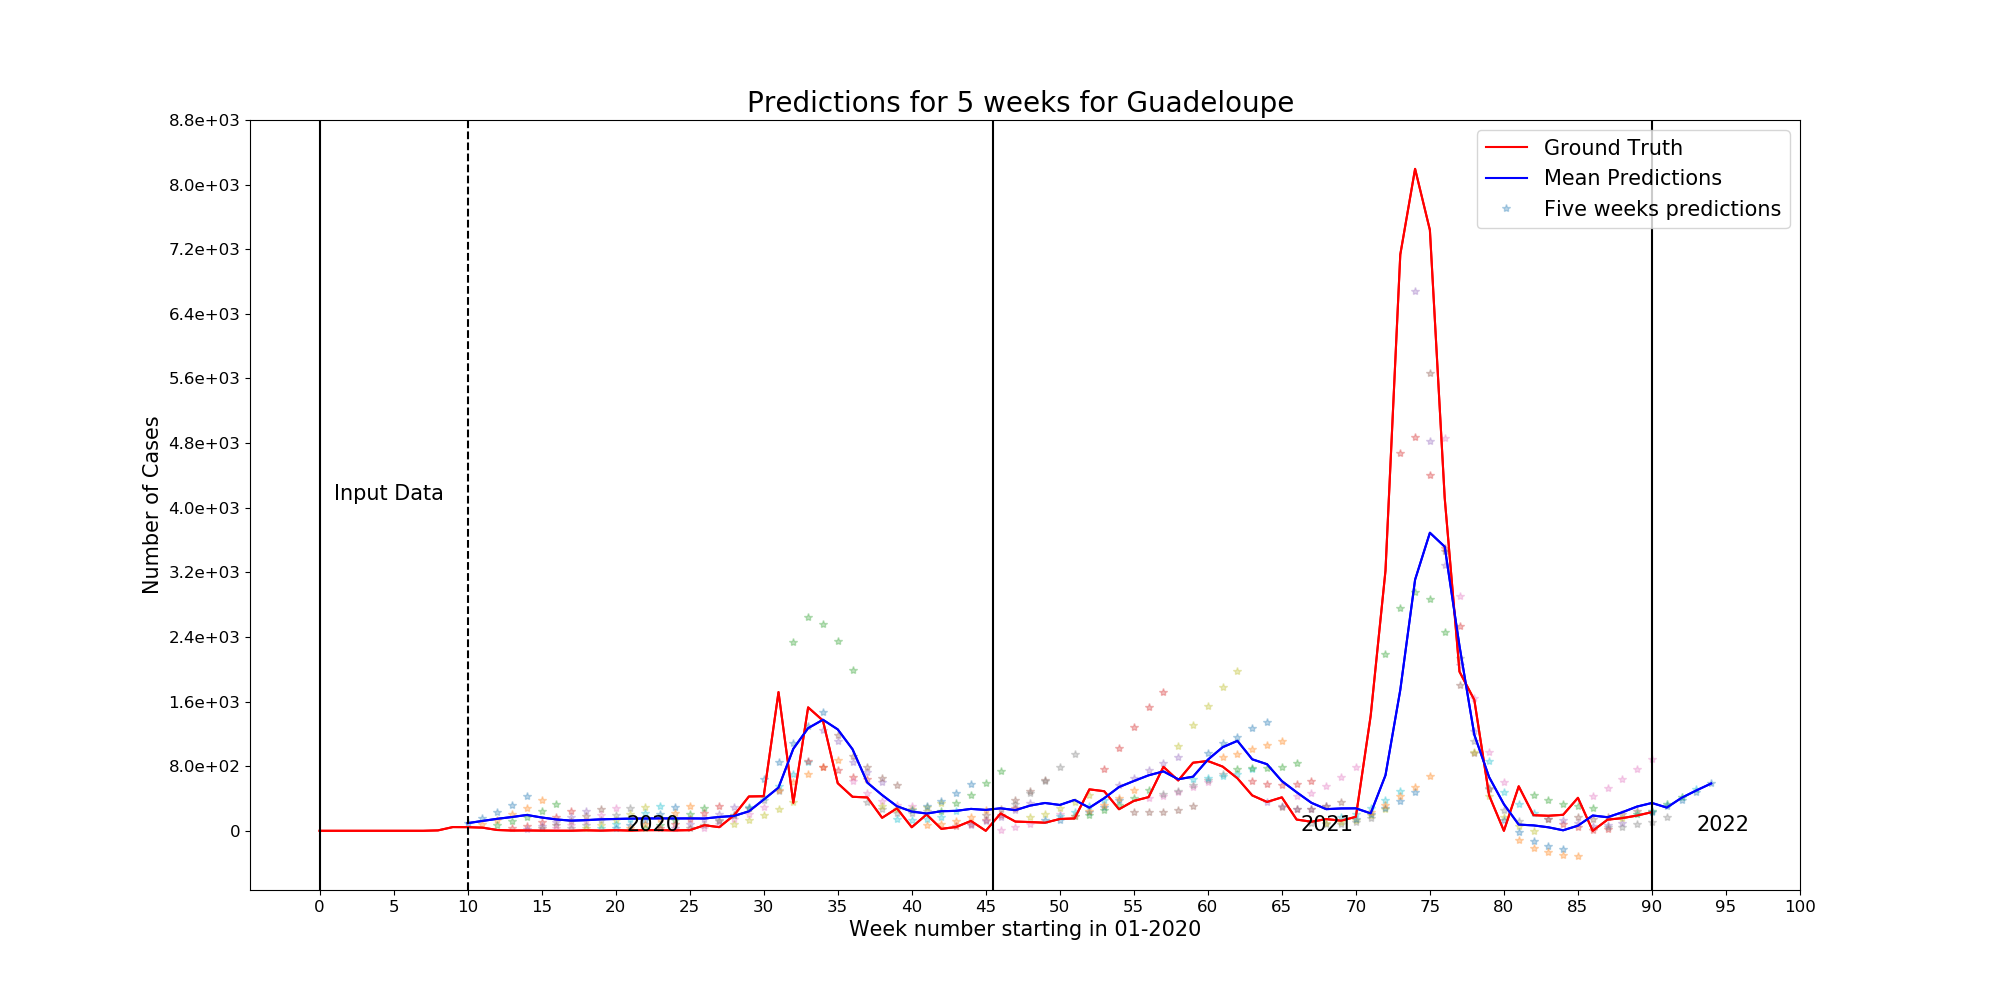 Predictions for 5 weeks for Guadeloupe
8.8e+03
8.0e+03
7.2e+03
6.4e+03
5.6e+03
4.8e+03
4.0e+03
3.2e+03
2.4e+03
1.6e+03
8.0e+02
0
Number of Cases
Ground Truth
Mean Predictions
Five weeks predictions
Input Data
2020
2021
2022
0 5 10 15 20 25 30 35 40 45 50 55 60 65 70 75 80 85 90 95 100
Week number starting in 01-2020